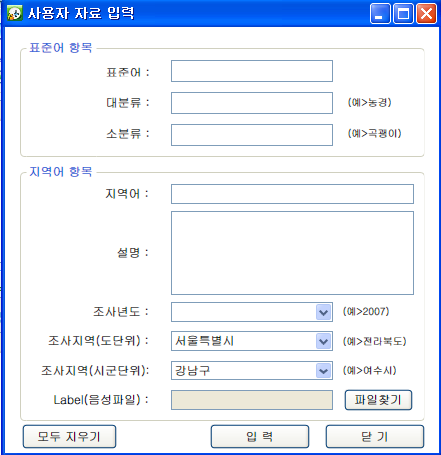 사용자 자료 입력
표준어 항목
표준어 :
대분류 : (예>농경)
소분류 : (예>곡괭이)
지역어 항목
지역어 :
설명 :
조사년도 : (예>2007)
조사지역(도단위) : 서울특별시 (예>전라북도)
조사지역(시군단위): 강남구 (예>여수시)
Label(음성파일) : 파일찾기
모두 지우기 입 력 닫 기